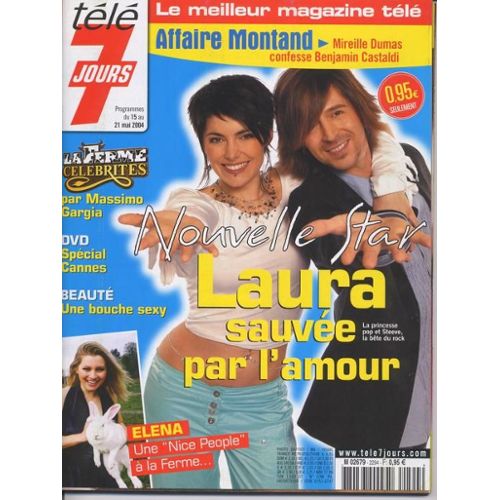 télé
7
JOURS
Le meilleur magazine télé
Affaire Montand ► Mireille Dumas
confesse Benjamin Castaldi
0.95€
SEULEMENT
Programmes
du 15 au
21 mai 2004
LA FERME
CELEBRITES
par Massimo
Gargia
DVD
Spécial
Cannes
BEAUTÉ
Une bouche sexy
Nouvelle Star
Laura
sauvée
par l'amour
La princesse
pop et Steeve,
la bête du rock
ELENA
Une "Nice People"
à la Ferme...
www.tele7jours.com
M 02679 - 2294 - F: 0,95 €